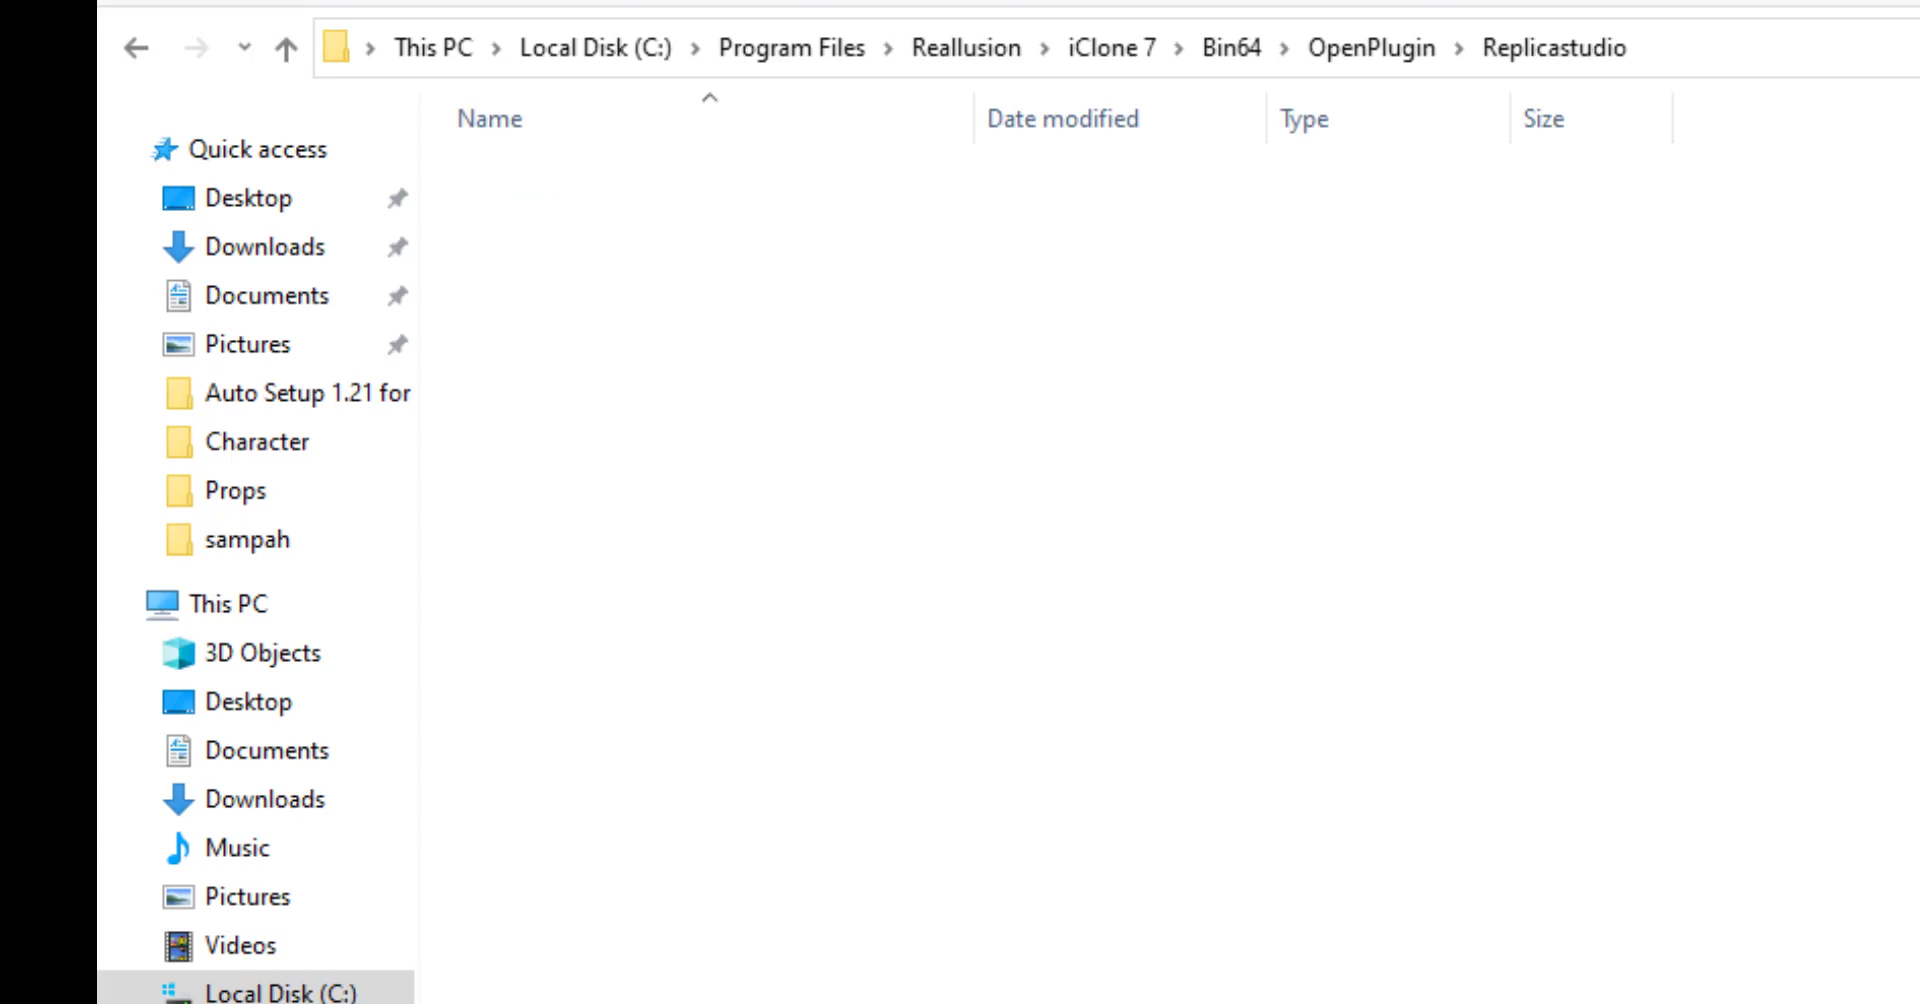 This PC > Local Disk (C:) > Program Files > Reallusion > iClone 7 > Bin64 > OpenPlugin > Replicastudio
Name Date modified Type Size
Quick access
Desktop
Downloads
Documents
Pictures
Auto Setup 1.21 for
Character
Props
sampah
This PC
3D Objects
Desktop
Documents
Downloads
Music
Pictures
Videos
Local Disk (C:)